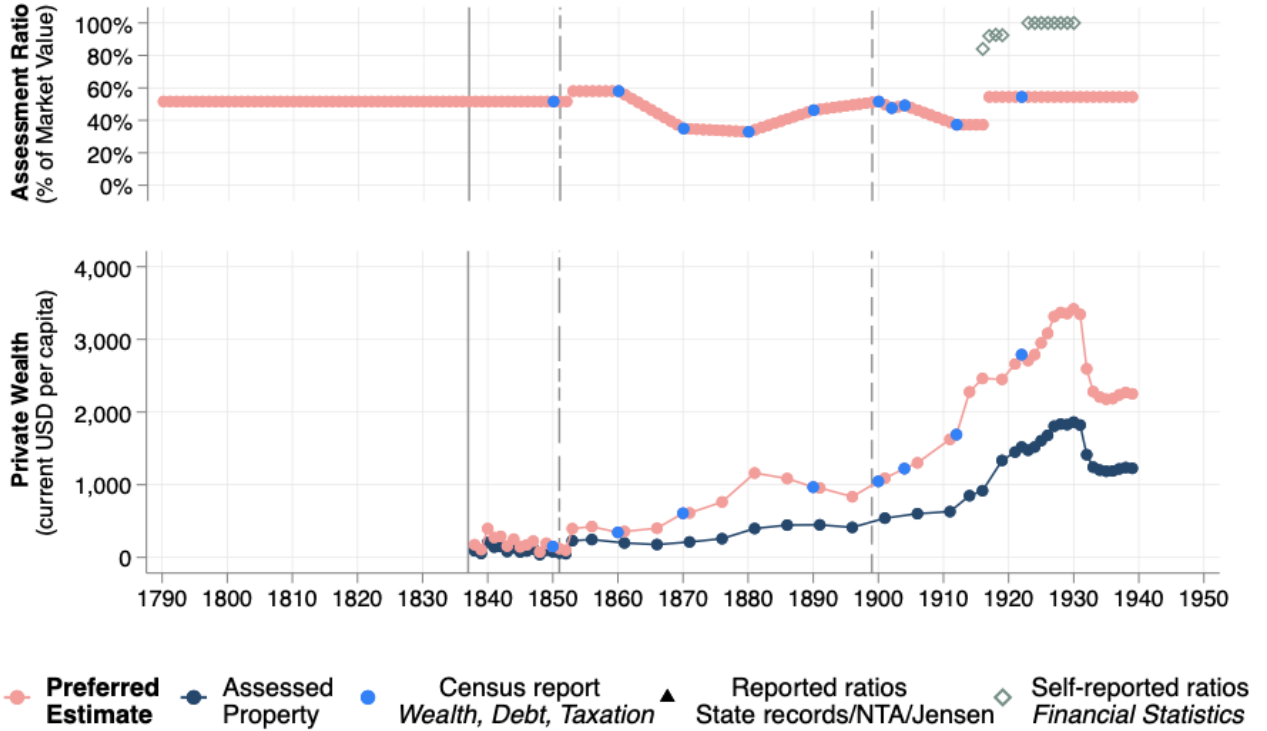 Assessment Ratio
(% of Market Value)
100%
80%
60%
40%
20%
0%
Private Wealth
(current USD per capita)
4,000
3,000
2,000
1,000
0
1790 1800 1810 1820 1830 1840 1850 1860 1870 1880 1890 1900 1910 1920 1930 1940 1950
Preferred
Estimate
Assessed
Property
Census report
Wealth, Debt, Taxation
Reported ratios
State records/NTA/Jensen
Self-reported ratios
Financial Statistics